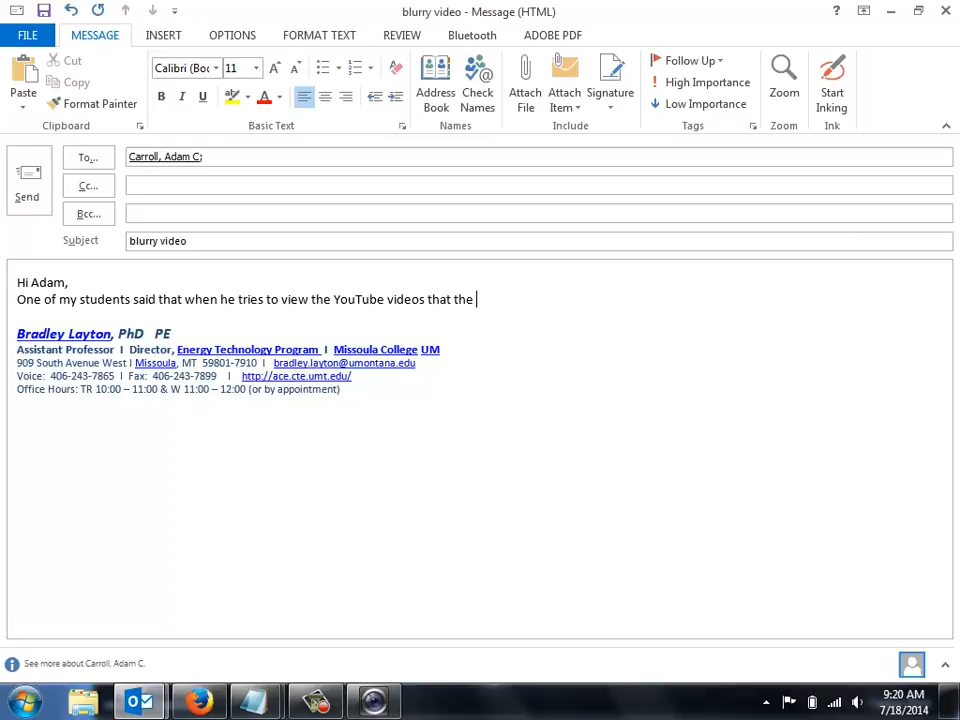 blurry video - Message (HTML)
FILE MESSAGE INSERT OPTIONS FORMAT TEXT REVIEW Bluetooth ADOBE PDF
Paste
Cut
Copy
Format Painter
Clipboard
Calibri (Boc 11
B I U A
Basic Text
Address Book
Check Names
Names
Attach File
Attach Item
Signature
Include
Follow Up
High Importance
Low Importance
Tags
Zoom
Zoom
Start Inking
Ink
Send
To... Carroll, Adam C;
Cc...
Bcc...
Subject blurry video
Hi Adam,
One of my students said that when he tries to view the YouTube videos that the
Bradley Layton, PhD PE
Assistant Professor I Director, Energy Technology Program I Missoula College UM
909 South Avenue West I Missoula, MT 59801-7910 I bradley.layton@umontana.edu
Voice: 406-243-7865 I Fax: 406-243-7899 I http://ace.cte.umt.edu/
Office Hours: TR 10:00 – 11:00 & W 11:00 – 12:00 (or by appointment)
See more about Carroll, Adam C.
9:20 AM
7/18/2014